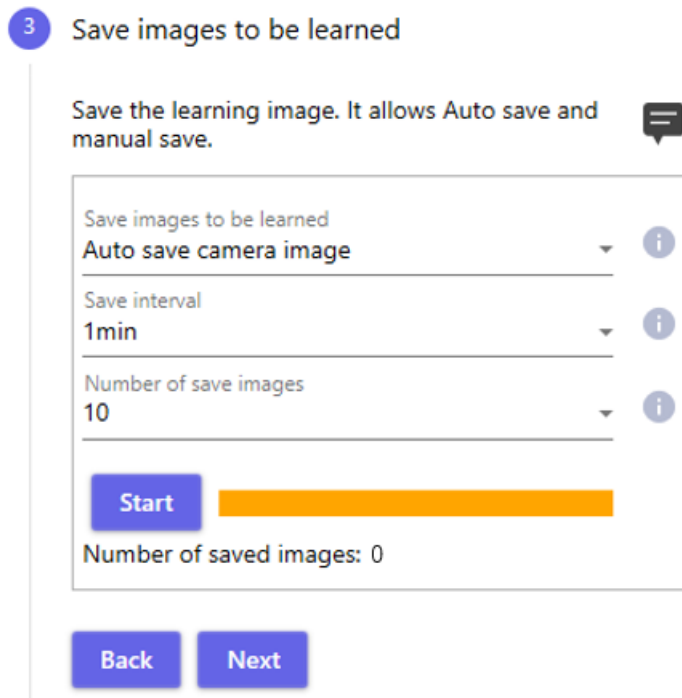 3
Save images to be learned
Save the learning image. It allows Auto save and
manual save.
Save images to be learned
Auto save camera image
Save interval
1min
Number of save images
10
Start
Number of saved images: 0
Back
Next